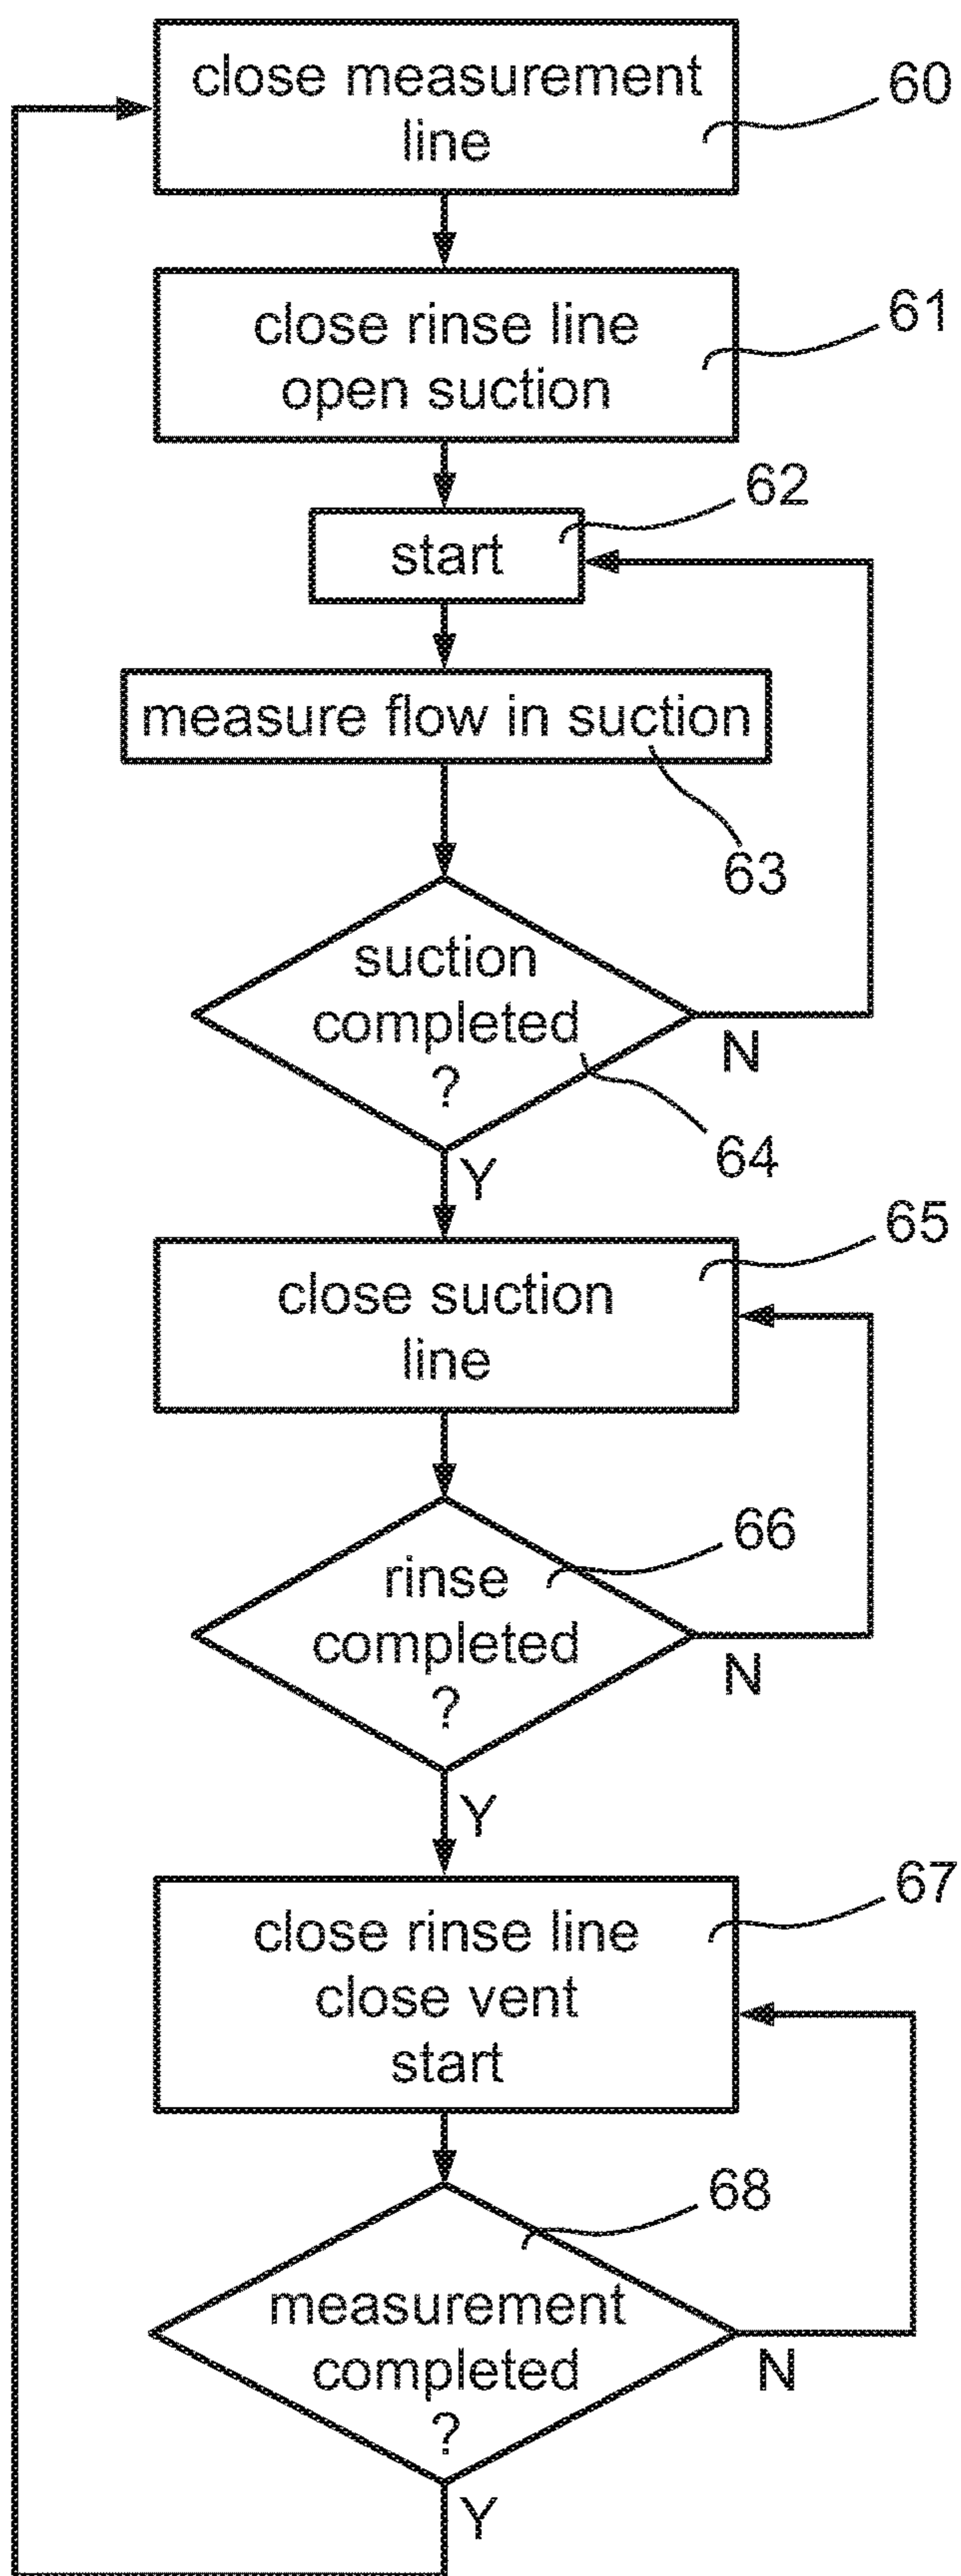 close measurement
line
60
close rinse line
open suction
61
62
start
measure flow in suction
63
suction
completed
?
N
64
Y
65
close suction
line
66
rinse
completed
?
N
Y
67
close rinse line
close vent
start
68
measurement
completed
?
N
Y